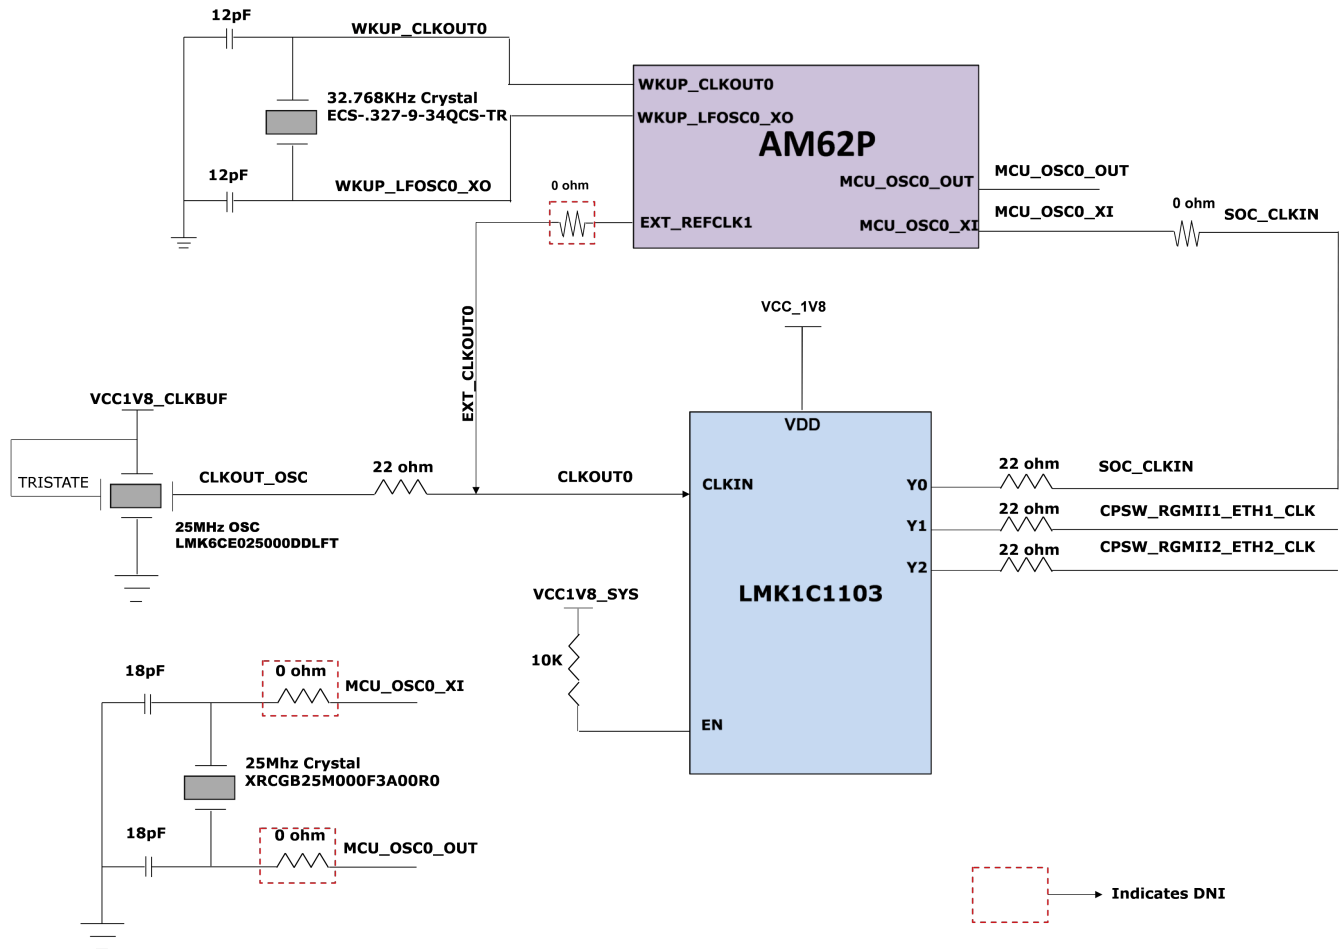 12pF
WKUP_CLKOUT0
32.768KHz Crystal
ECS-.327-9-34QCS-TR
12pF
WKUP_LFOSC0_XO
WKUP_CLKOUT0
WKUP_LFOSC0_XO
AM62P
MCU_OSC0_OUT
MCU_OSC0_XI
EXT_REFCLK1
0 ohm
MCU_OSC0_OUT
MCU_OSC0_XI
0 ohm
SOC_CLKIN
EXT_CLKOUT0
VCC_1V8
VCC1V8_CLKBUF
TRISTATE
CLKOUT_OSC
22 ohm
CLKOUT0
25MHz OSC
LMK6CE025000DDLFT
VDD
CLKIN
Y0
Y1
Y2
LMK1C1103
EN
22 ohm
SOC_CLKIN
22 ohm
CPSW_RGMII1_ETH1_CLK
22 ohm
CPSW_RGMII2_ETH2_CLK
VCC1V8_SYS
10K
18pF
0 ohm
MCU_OSC0_XI
25Mhz Crystal
XRCGB25M000F3A00R0
18pF
0 ohm
MCU_OSC0_OUT
Indicates DNI